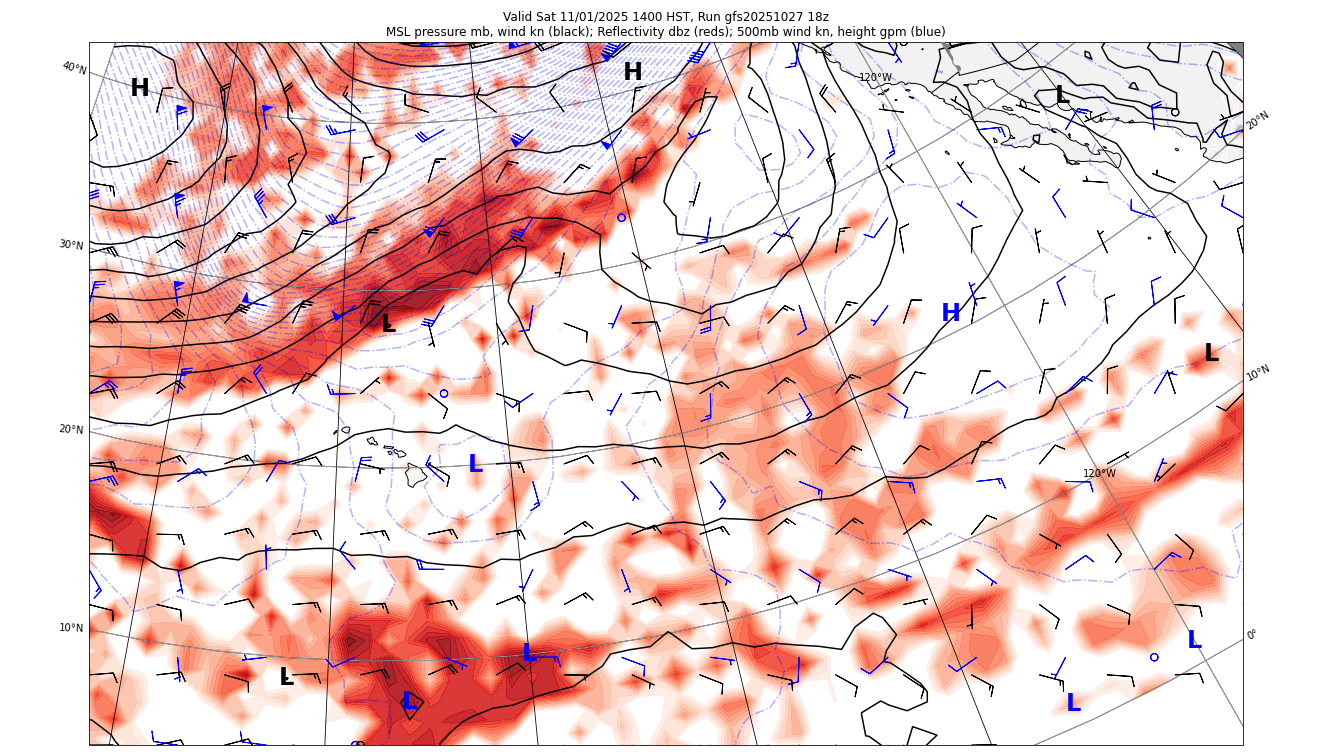 Valid Sat 11/01/2025 1400 HST, Run gfs20251027 18z
MSL pressure mb, wind kn (black); Reflectivity dbz (reds); 500mb wind kn, height gpm (blue)
40°N
H
H
120°W
L
20°N
30°N
H
L
L
10°N
20°N
L
120°W
10°N
0°
L
L
L
L
L